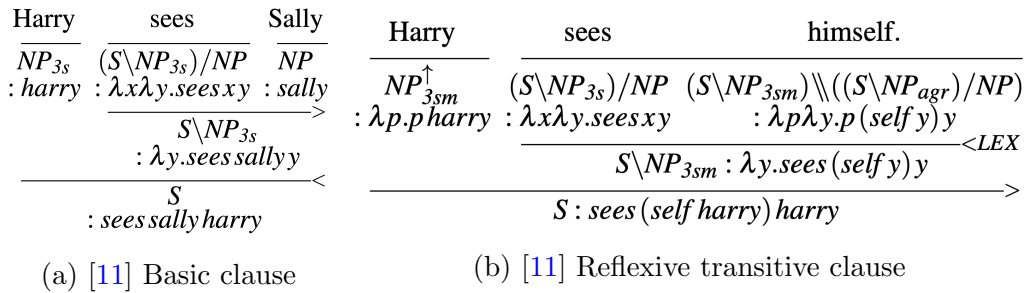 Harry sees Sally
NP3s (S\NP3s)/NP NP
: harry : λxλy.sees x y : sally
>
S\NP3s
: λy.sees sally y
<
S
: sees sally harry
(a) [11] Basic clause
Harry sees himself.
NP↑3sm (S\NP3s)/NP (S\NP3sm)\\((S\NPagr)/NP)
: λp.p harry : λxλy.sees x y : λpλy.p (self y) y
<LEX
S\NP3sm : λy.sees (self y) y
>
S : sees (self harry) harry
(b) [11] Reflexive transitive clause